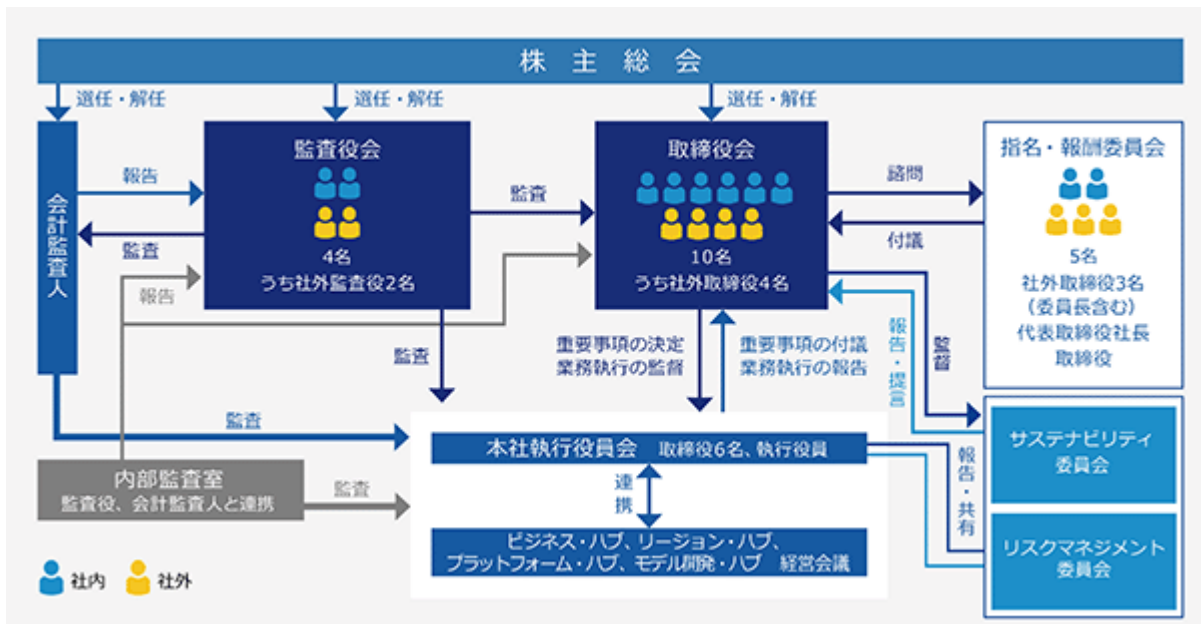 株主総会
選任・解任
選任・解任
選任・解任
会計監査人
報告
監査
監査役会
4名
うち社外監査役2名
監査
取締役会
10名
うち社外取締役4名
諮問
付議
指名・報酬委員会
5名
社外取締役3名
（委員長含む）
代表取締役社長
取締役
報告
監査
重要事項の決定
業務執行の監督
重要事項の付議
業務執行の報告
報告・提言
監督
監査
本社執行役員会 取締役6名、執行役員
連携
ビジネス・ハブ、リージョン・ハブ、
プラットフォーム・ハブ、モデル開発・ハブ 経営会議
内部監査室
監査役、会計監査人と連携
監査
報告・共有
サステナビリティ
委員会
リスクマネジメント
委員会
社内
社外